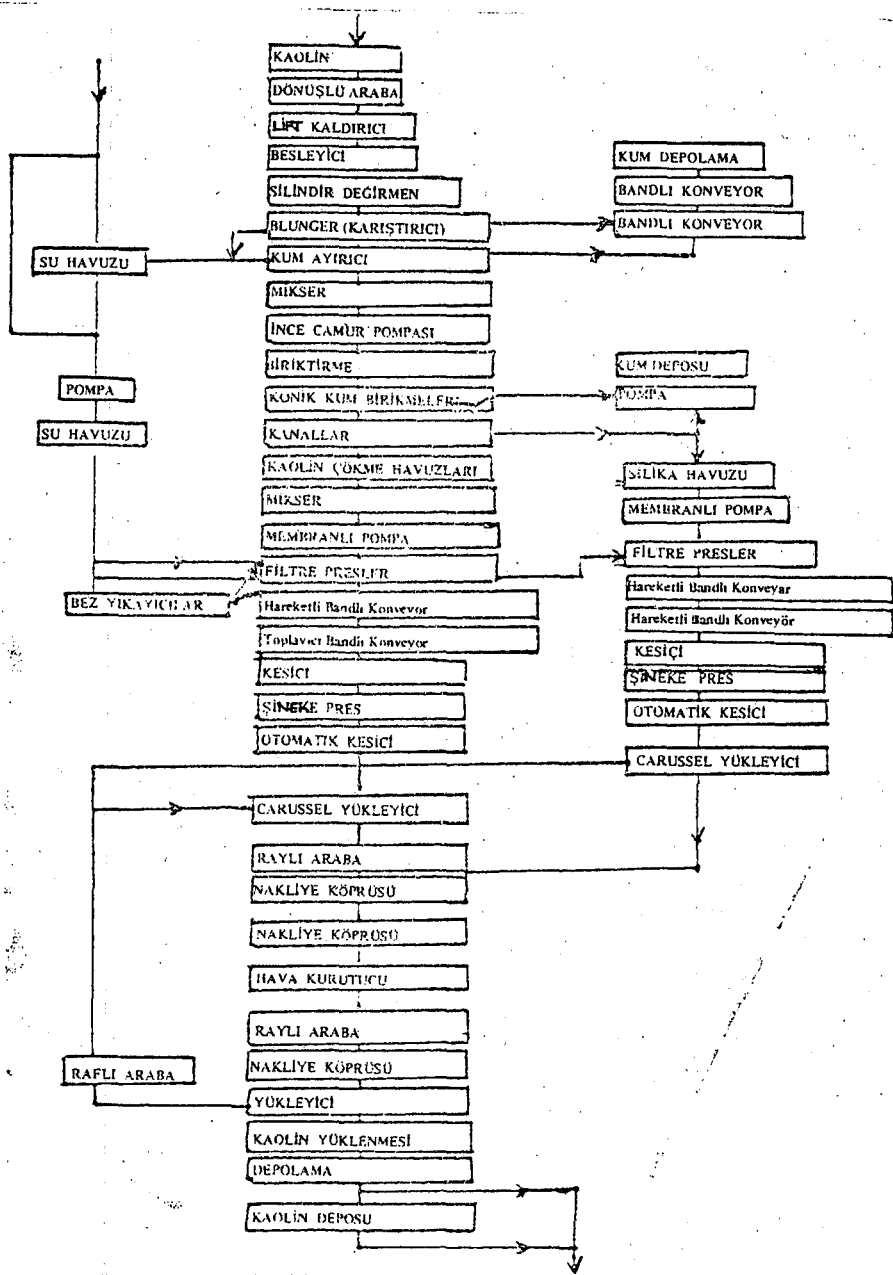 KAOLİN
DÖNÜŞLÜ ARABA
LİFT KALDIRICI
BESLEYİCİ
SİLİNDİR DEĞİRMEN
BLUNGER (KARIŞTIRICI)
KUM AYIRICI
MİKSER
İNCE CAMUR POMPASI
BİRİKTİRME
KONİK KUM BİRİKMELER
KANALLAR
KAOLİN ÇÖKME HAVUZLARI
MİKSER
MEMBRANLI POMPA
FİLTRE PRESLER
Hareketli Bandlı Konveyor
Toplayıcı Bandlı Konveyor
KESİCİ
ŞİNEKE PRES
OTOMATİK KESİCİ
CARUSSEL YÜKLEYİCİ
RAYLI ARABA
NAKLİYE KÖPRÜSÜ
NAKLİYE KÖPRÜSÜ
HAVA KURUTUCU
RAYLI ARABA
NAKLİYE KÖPRÜSÜ
YÜKLEYİCİ
KAOLİN YÜKLENMESİ
DEPOLAMA
KAOLİN DEPOSU
SU HAVUZU
POMPA
SU HAVUZU
BEZ YIKAYICILAR
RAFLI ARABA
KUM DEPOLAMA
BANDLI KONVEYOR
BANDLI KONVEYOR
KUM DEPOSU
POMPA
SİLİKA HAVUZU
MEMBRANLI POMPA
FİLTRE PRESLER
Hareketli Bandlı Konveyar
Hareketli Bandlı Konveyör
KESİÇİ
ŞİNEKE PRES
OTOMATİK KESİCİ
CARUSSEL YÜKLEYİCİ